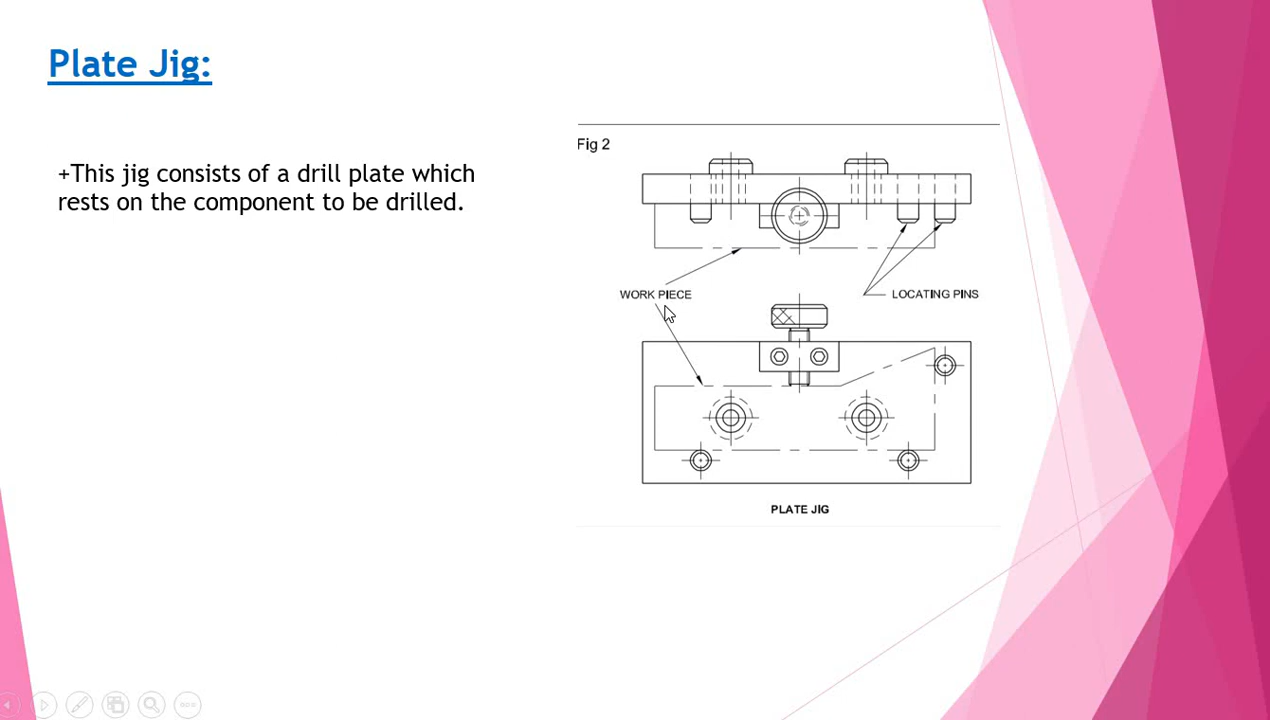 Plate Jig:
+This jig consists of a drill plate which
rests on the component to be drilled.
Fig 2
WORK PIECE
LOCATING PINS
PLATE JIG